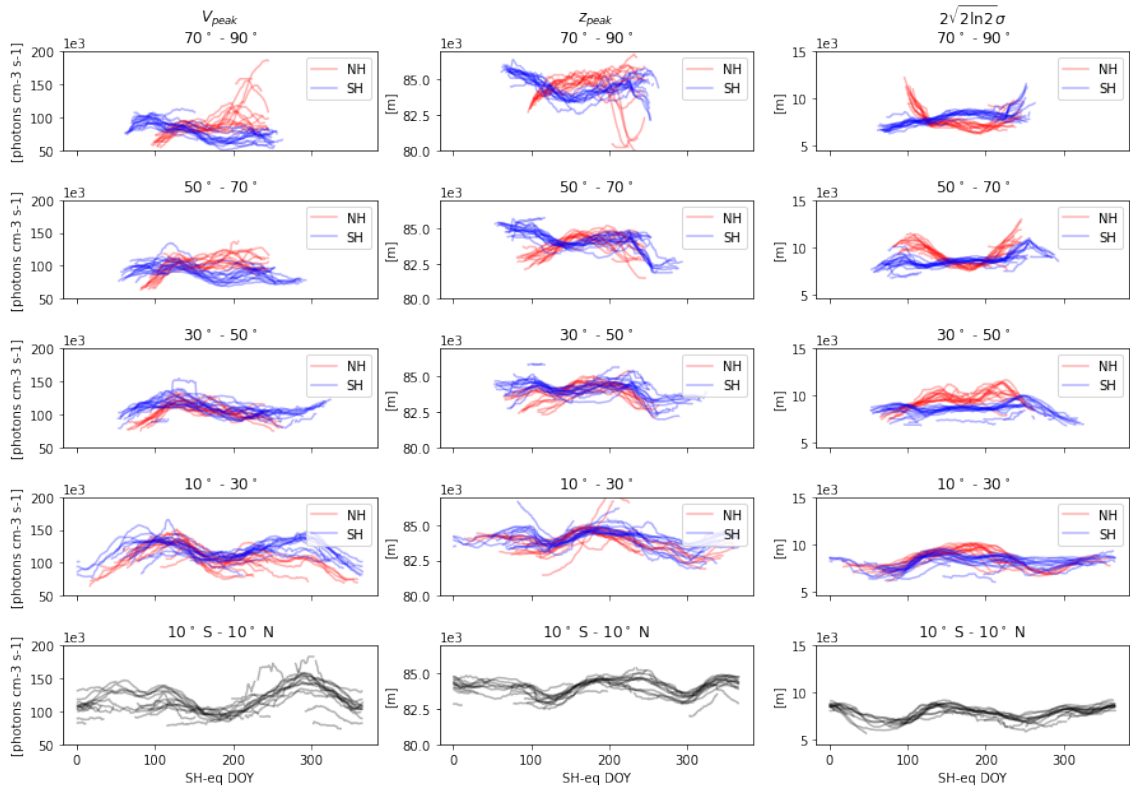 V_peak z_peak 2√2ln2σ
70° - 90° 70° - 90° 70° - 90°
1e3 1e3 1e3
[photons cm-3 s-1] 200 150 100 50 NH SH
[m] 85.0 82.5 80.0 NH SH
[m] 15 10 5 NH SH
50° - 70° 50° - 70° 50° - 70°
1e3 1e3 1e3
[photons cm-3 s-1] 200 150 100 50 NH SH
[m] 85.0 82.5 80.0 NH SH
[m] 15 10 5 NH SH
30° - 50° 30° - 50° 30° - 50°
1e3 1e3 1e3
[photons cm-3 s-1] 200 150 100 50 NH SH
[m] 85.0 82.5 80.0 NH SH
[m] 15 10 5 NH SH
10° - 30° 10° - 30° 10° - 30°
1e3 1e3 1e3
[photons cm-3 s-1] 200 150 100 50 NH SH
[m] 85.0 82.5 80.0 NH SH
[m] 15 10 5 NH SH
10° S - 10° N 10° S - 10° N 10° S - 10° N
1e3 1e3 1e3
[photons cm-3 s-1] 200 150 100 50
[m] 85.0 82.5 80.0
[m] 15 10 5
0 100 200 300 0 100 200 300 0 100 200 300
SH-eq DOY SH-eq DOY SH-eq DOY